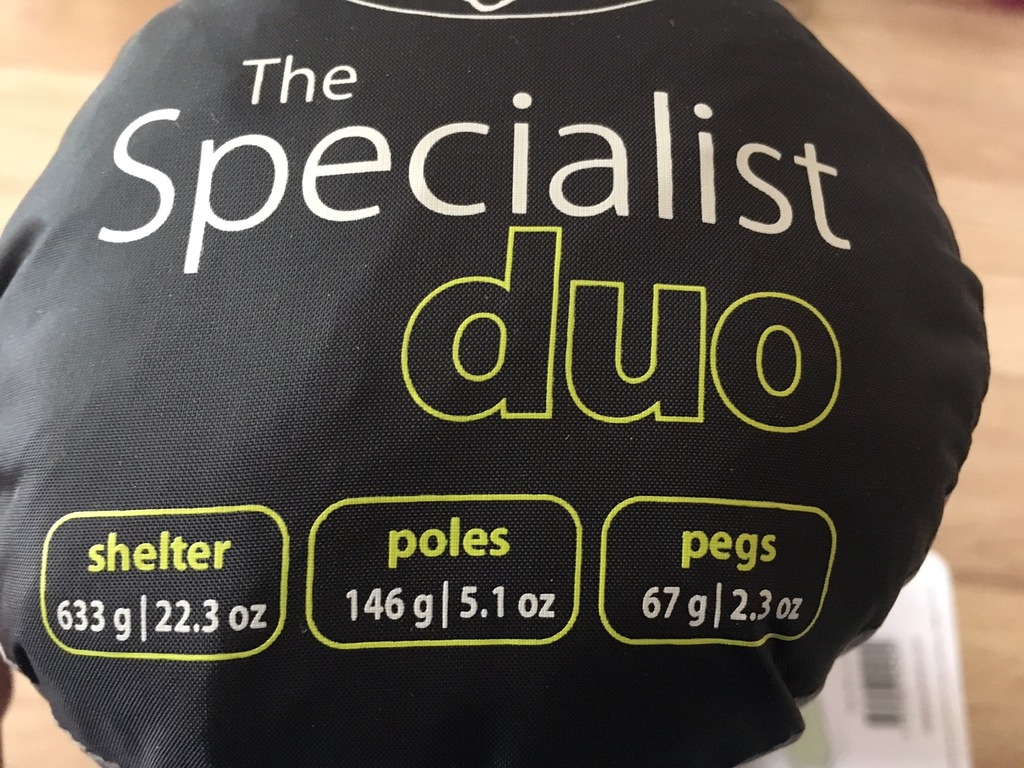 The
Specialist
duo
shelter
633 g|22.3 oz
poles
146 g|5.1 oz
pegs
67 g|2.3 oz